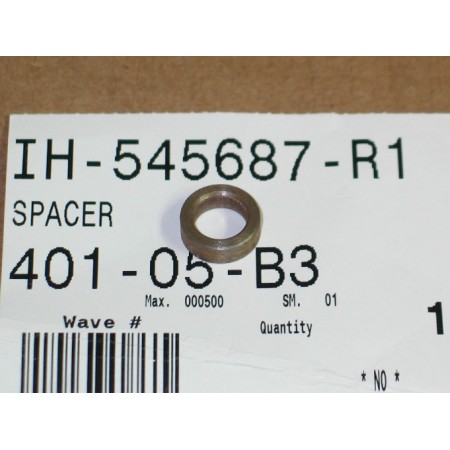 IH-545687-R1
SPACER
401-05-B3
Max. 000500 SM. 01
Wave # Quantity 1
* NO *